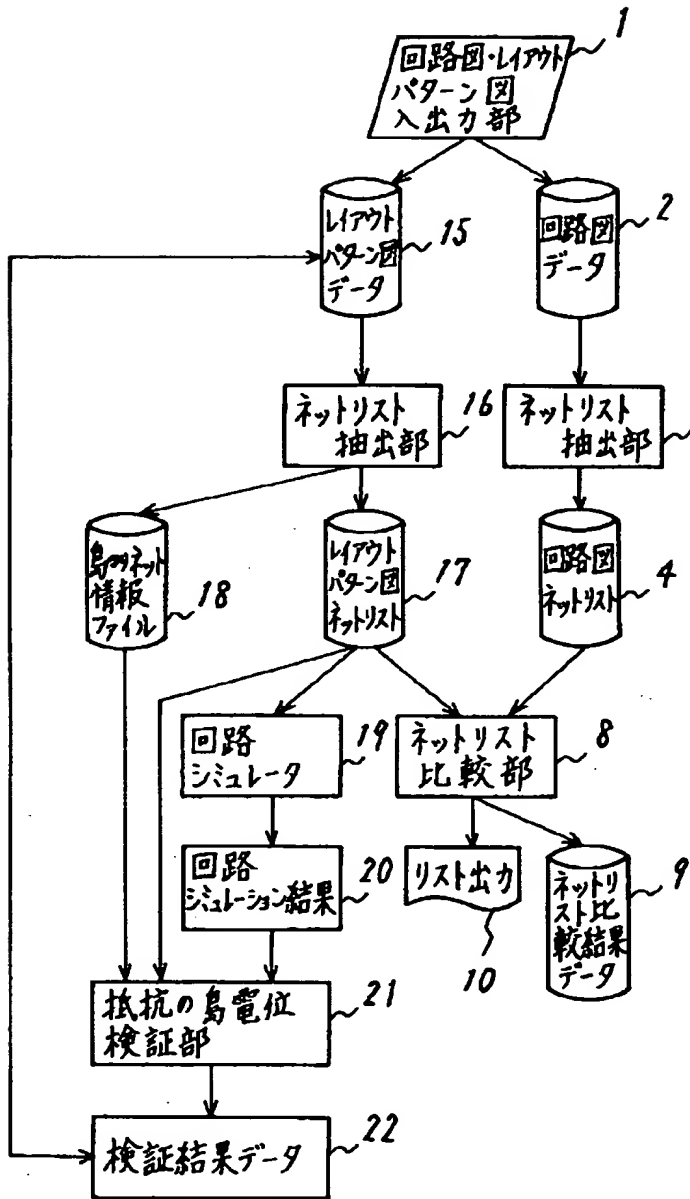 1
回路図・レイアウト
パターン図
入出力部
レイアウト
パターン図
データ
15
回路図
データ
2
ネットリスト
抽出部
16
ネットリスト
抽出部
島のネット
情報
ファイル
18
レイアウト
パターン図
ネットリスト
17
回路図
ネットリスト
4
回路
シミュレータ
19
ネットリスト
比較部
8
回路
シミュレーション結果
20
リスト出力
10
ネットリ
スト比
較結果
データ
9
抵抗の島電位
検証部
21
検証結果データ
22